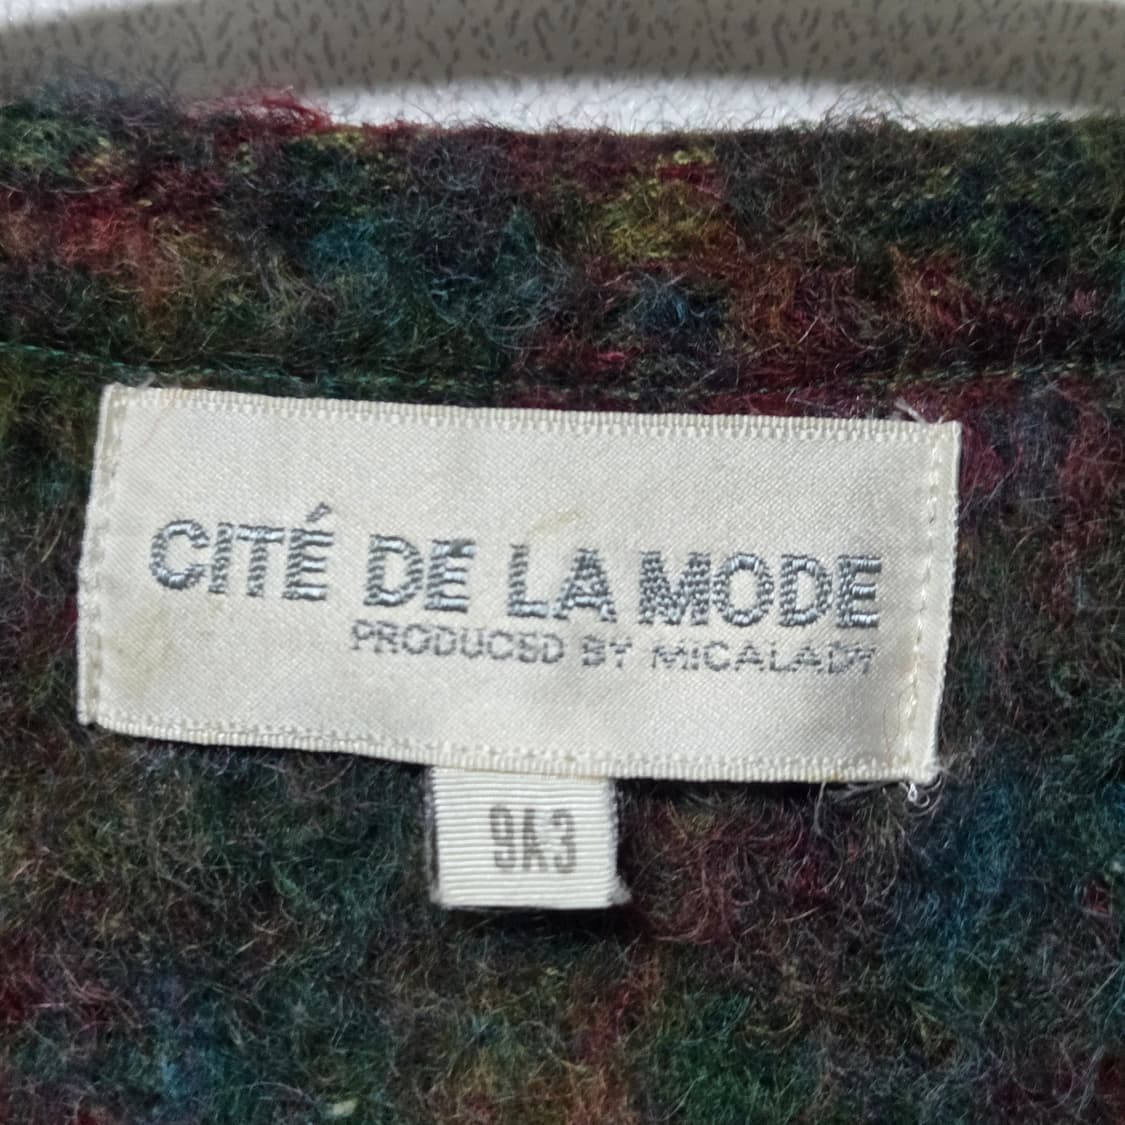 CITÉ DE LA MODE
PRODUCED BY MICALADY
9A3